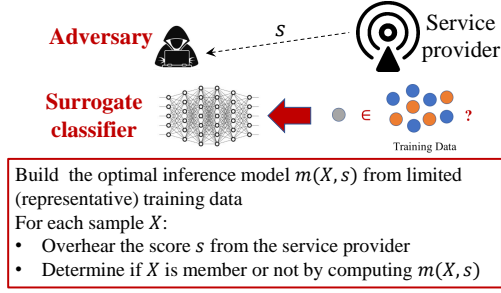 Adversary
s
Service
provider
Surrogate
classifier
∈
?
Training Data
Build the optimal inference model m(X, s) from limited
(representative) training data
For each sample X:
• Overhear the score s from the service provider
• Determine if X is member or not by computing m(X, s)